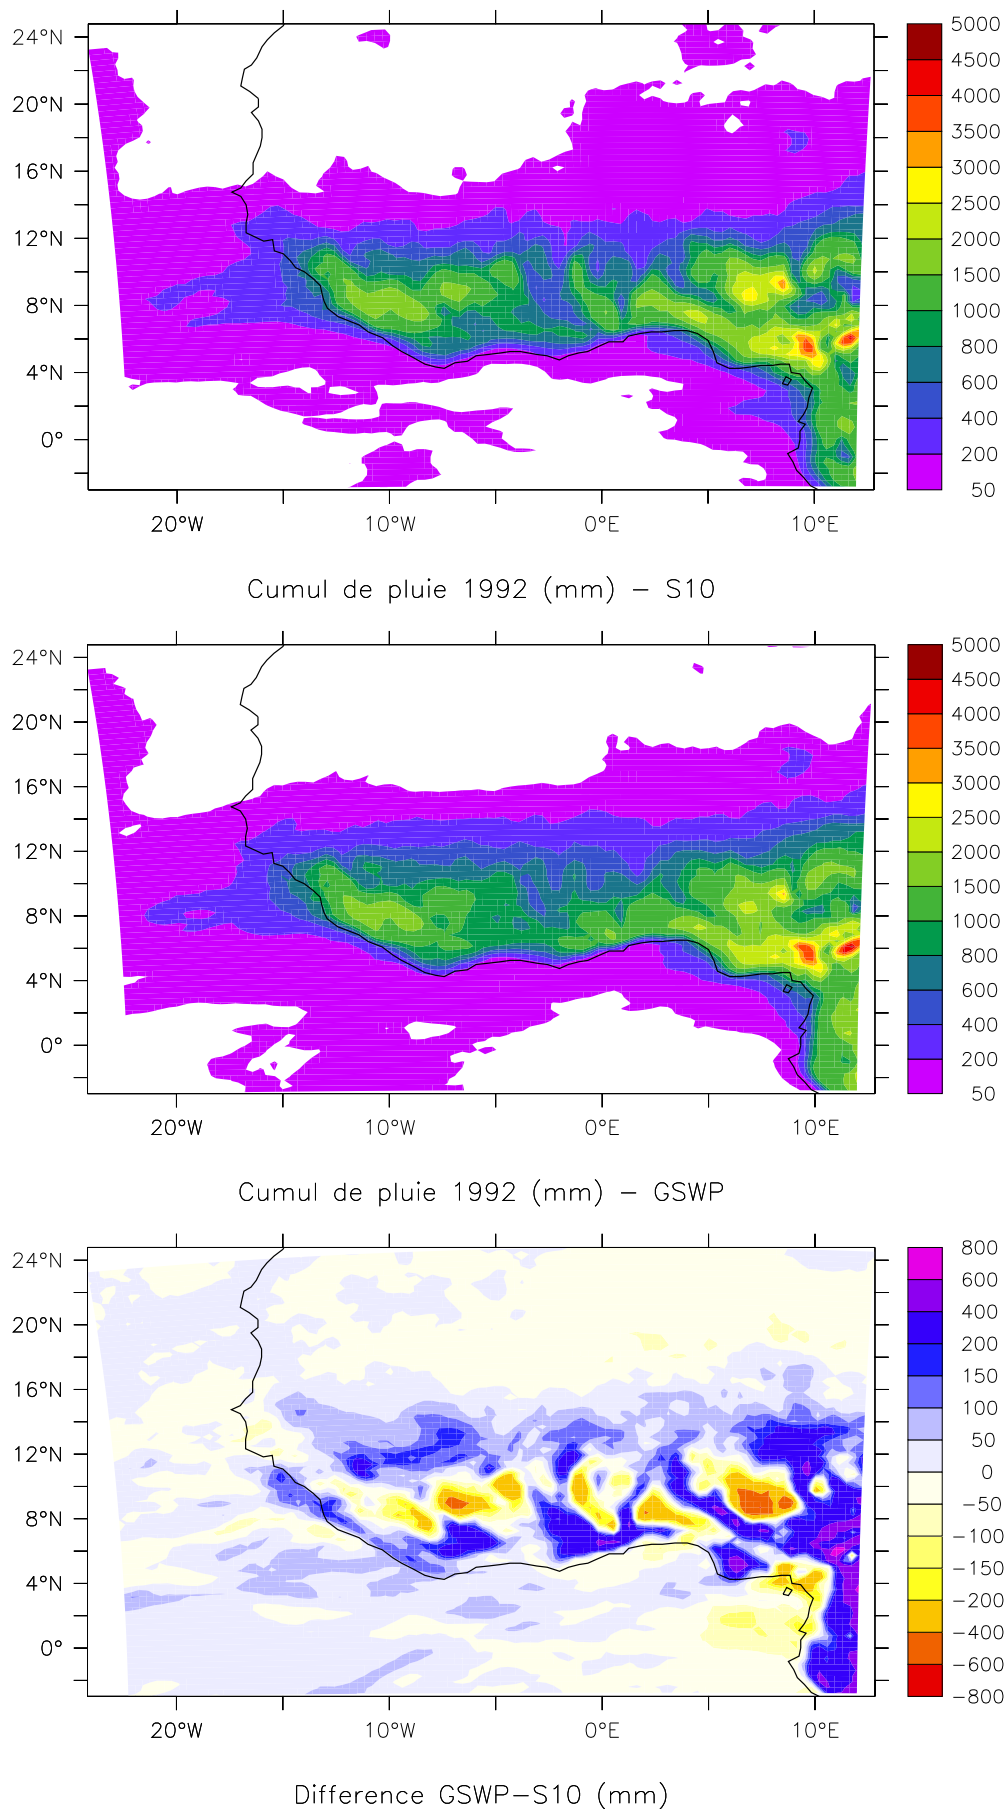 24°N
20°N
16°N
12°N
8°N
4°N
0°
20°W
10°W
0°E
10°E
5000
4500
4000
3500
3000
2500
2000
1500
1000
800
600
400
200
50
Cumul de pluie 1992 (mm) − S10
24°N
20°N
16°N
12°N
8°N
4°N
0°
20°W
10°W
0°E
10°E
5000
4500
4000
3500
3000
2500
2000
1500
1000
800
600
400
200
50
Cumul de pluie 1992 (mm) − GSWP
24°N
20°N
16°N
12°N
8°N
4°N
0°
20°W
10°W
0°E
10°E
800
600
400
200
150
100
50
0
−50
−100
−150
−200
−400
−600
−800
Difference GSWP−S10 (mm)